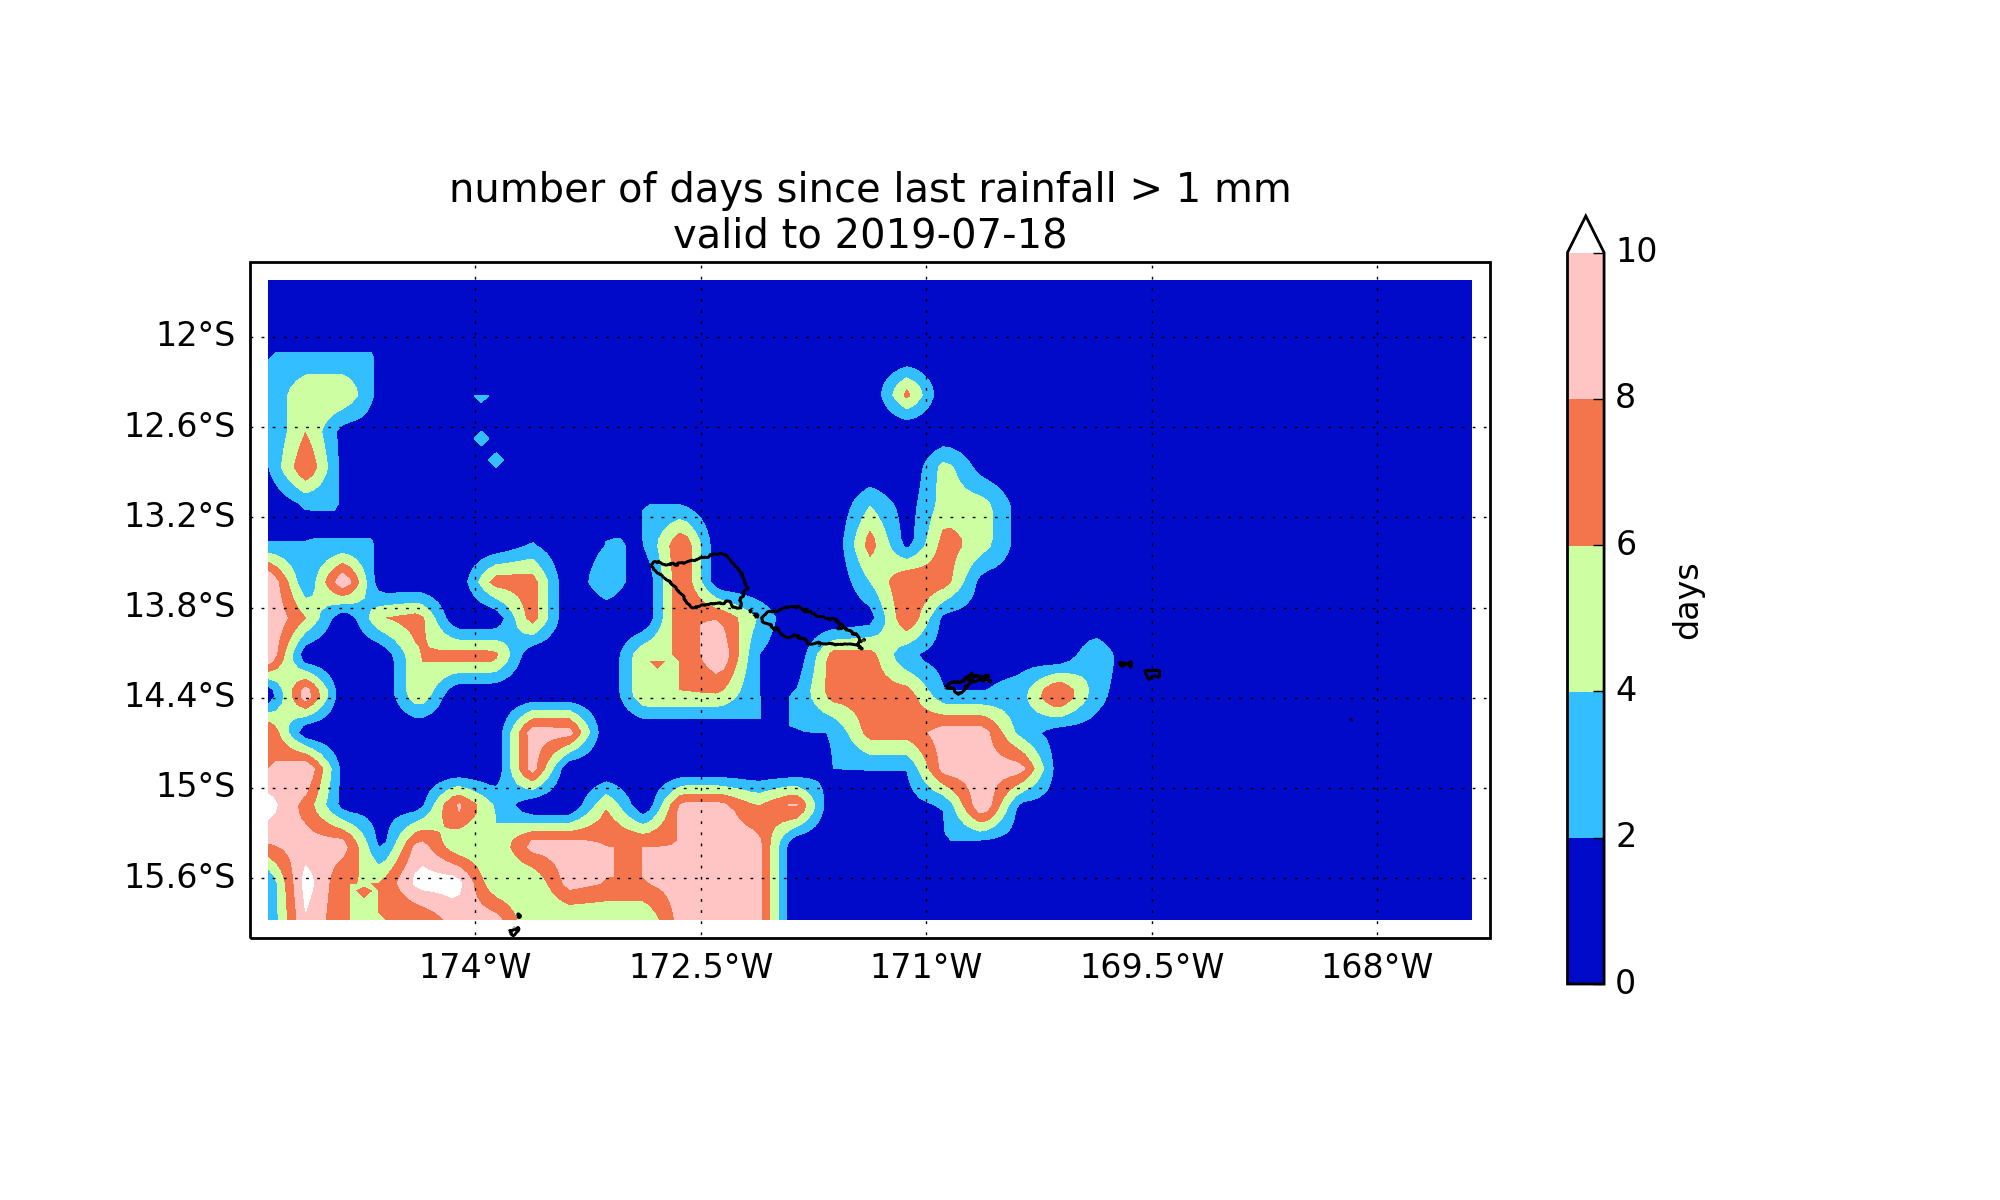 number of days since last rainfall > 1 mm
valid to 2019-07-18
12°S
12.6°S
13.2°S
13.8°S
14.4°S
15°S
15.6°S
174°W 172.5°W 171°W 169.5°W 168°W
10
8
6
4
2
0
days